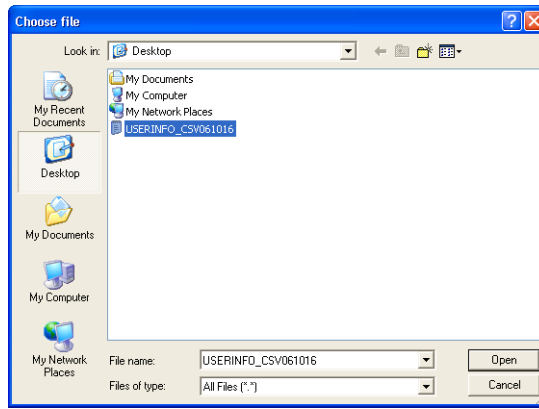 Choose file
Look in:
Desktop
My Recent
Documents
Desktop
My Documents
My Computer
My Network
Places
My Documents
My Computer
My Network Places
USERINFO_CSV061016
File name:
USERINFO_CSV061016
Open
Files of type:
All Files (*.*)
Cancel